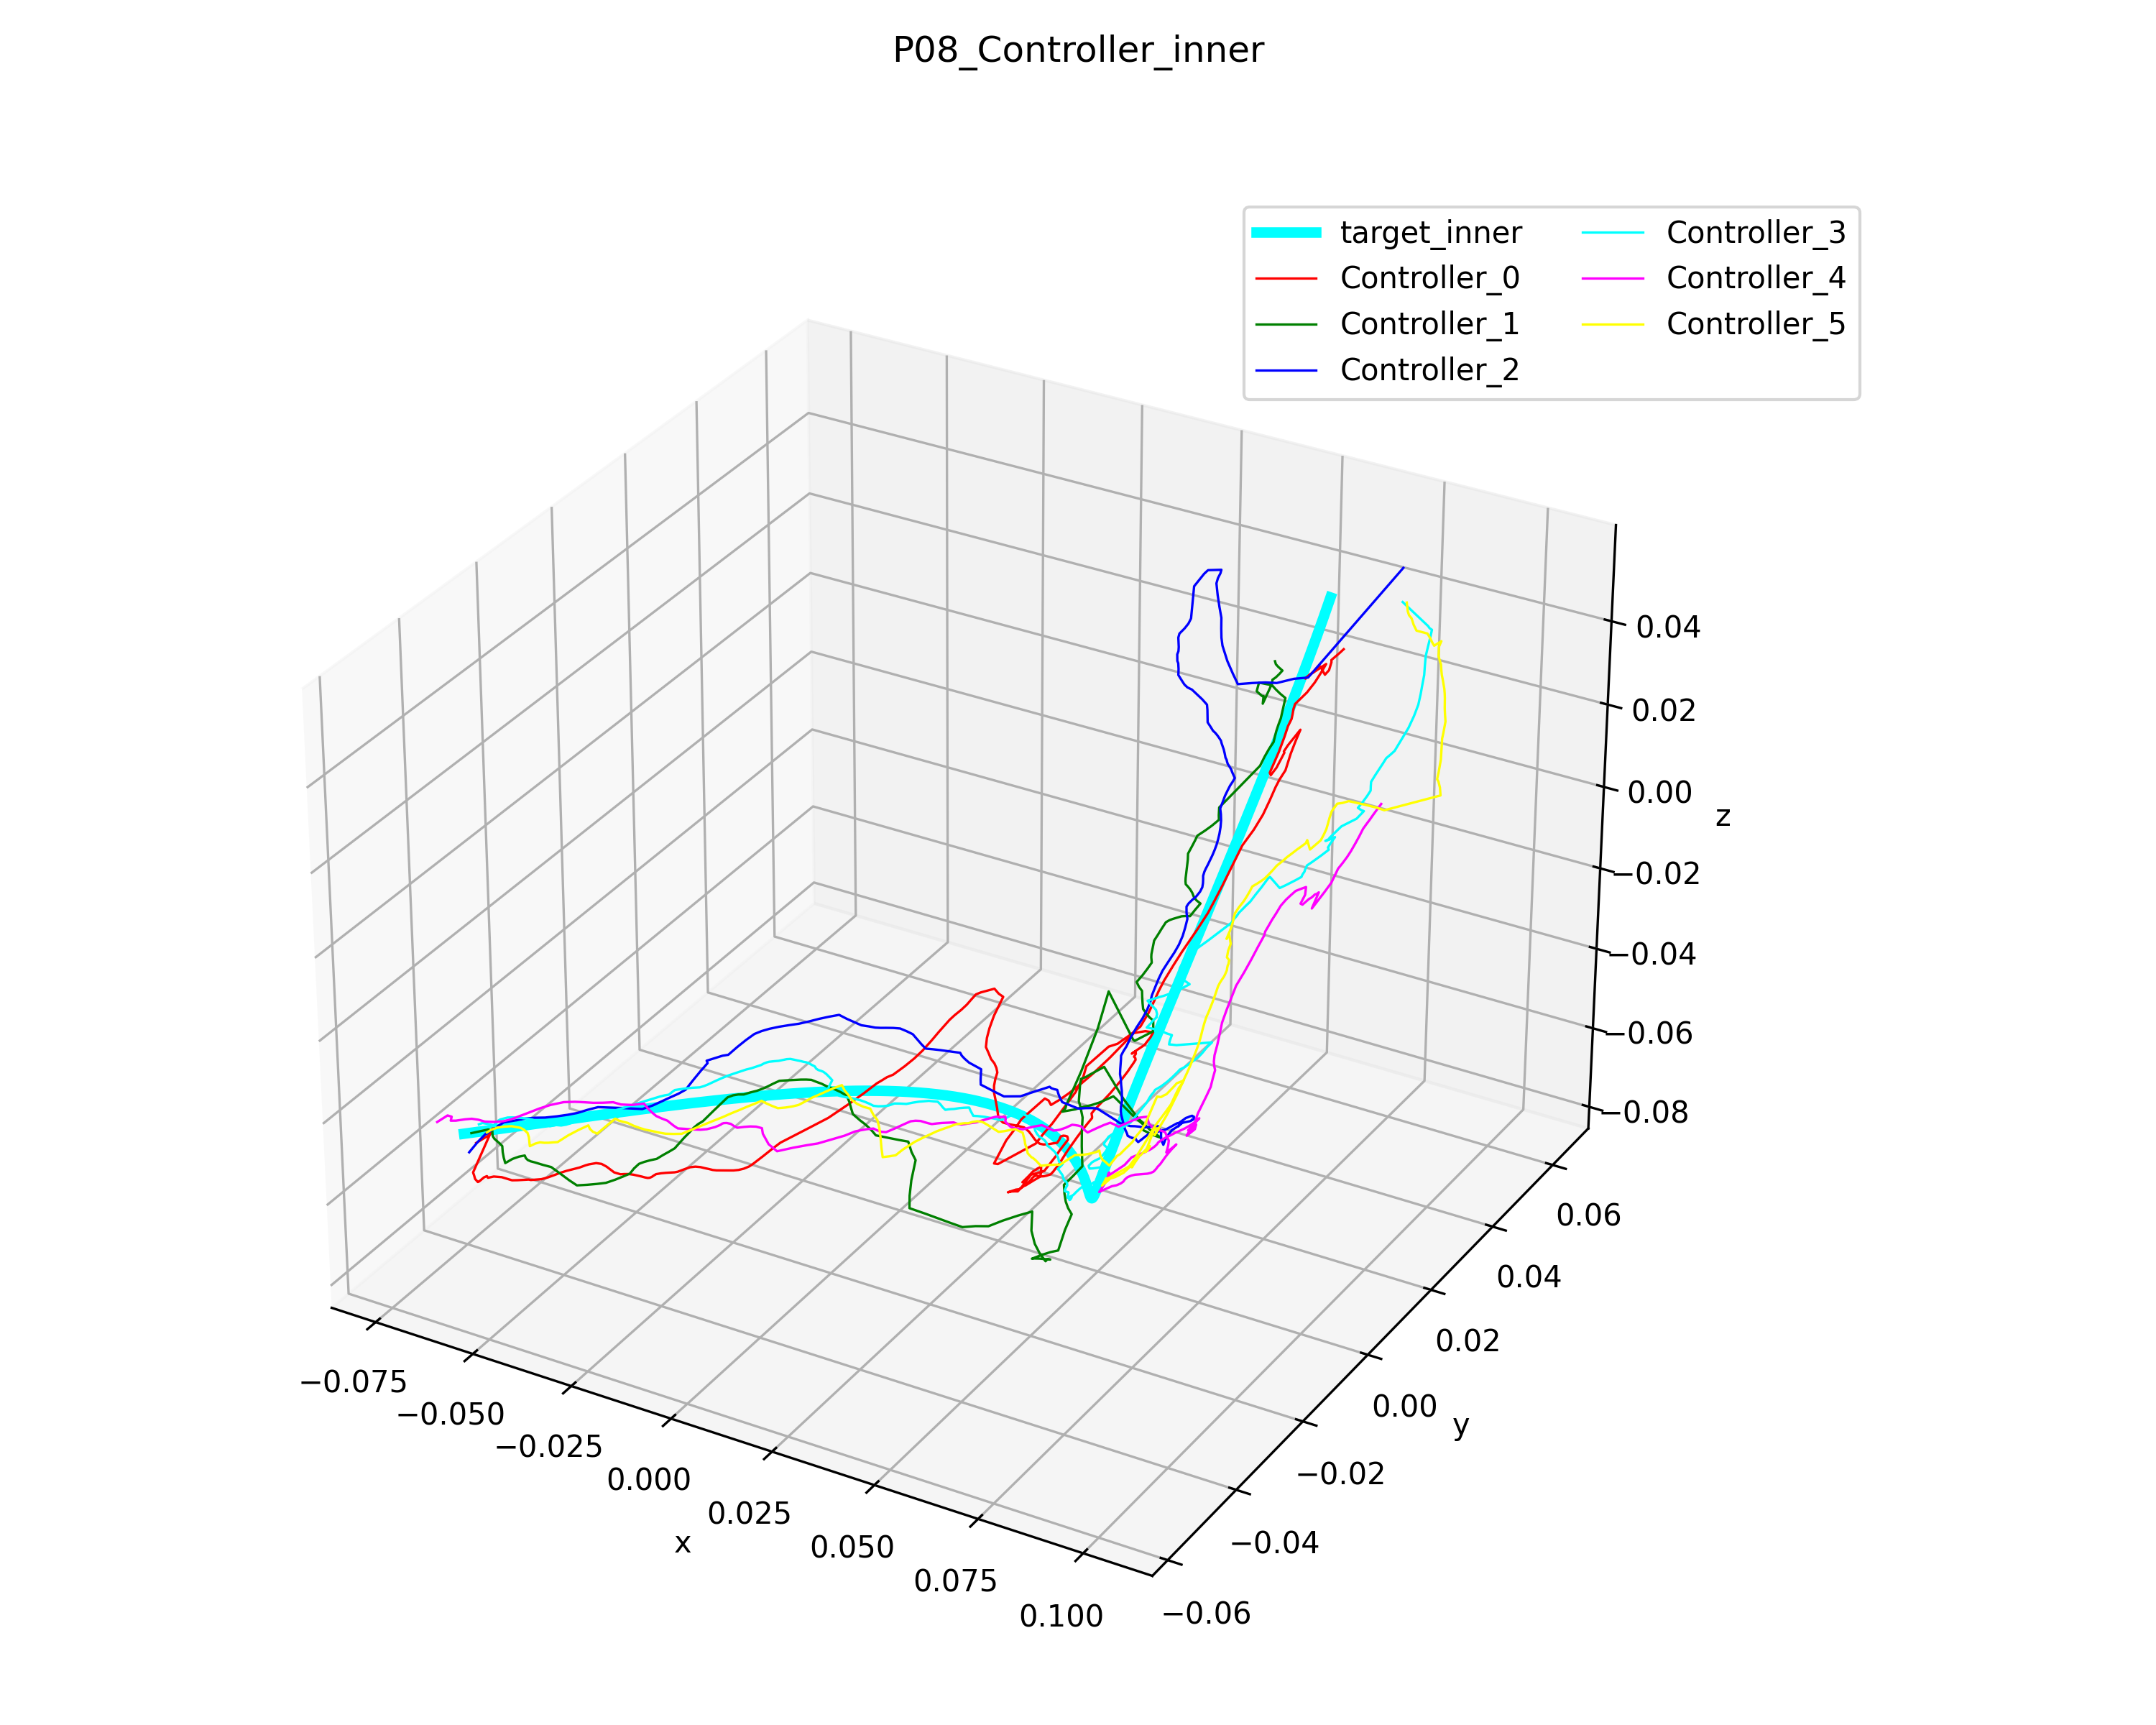 P08_Controller_inner
target_inner
Controller_0
Controller_1
Controller_2
Controller_3
Controller_4
Controller_5
0.04
0.02
0.00
−0.02
−0.04
−0.06
−0.08
z
0.06
0.04
0.02
0.00
−0.02
−0.04
−0.06
y
−0.075
−0.050
−0.025
0.000
0.025
0.050
0.075
0.100
x